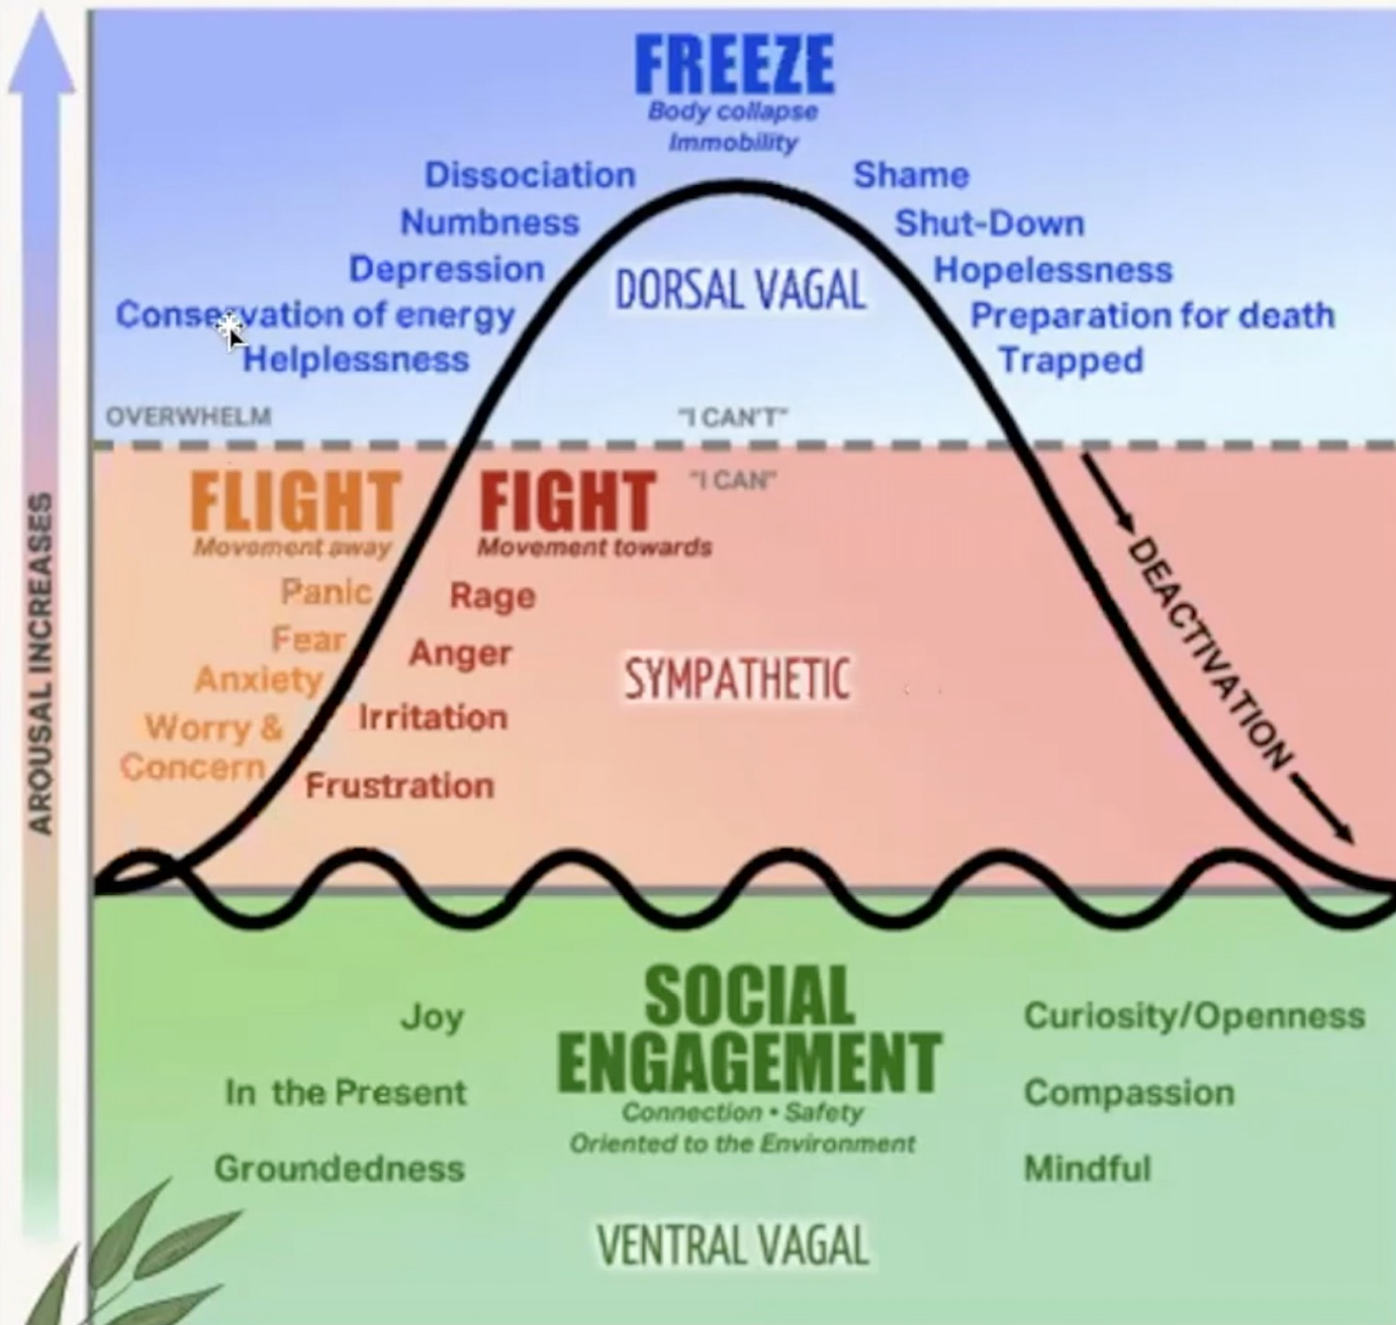 FREEZE
Body collapse
Immobility
Dissociation
Shame
Numbness
Shut-Down
Depression
DORSAL VAGAL
Hopelessness
Conservation of energy
Preparation for death
Helplessness
Trapped
OVERWHELM
"I CAN'T"
FLIGHT
Movement away
FIGHT
Movement towards
"I CAN"
Panic
Rage
Fear
Anger
Anxiety
SYMPATHETIC
Worry &
Concern
Irritation
Frustration
DEACTIVATION
AROUSAL INCREASES
SOCIAL
ENGAGEMENT
Connection • Safety
Oriented to the Environment
Joy
Curiosity/Openness
In the Present
Compassion
Groundedness
Mindful
VENTRAL VAGAL